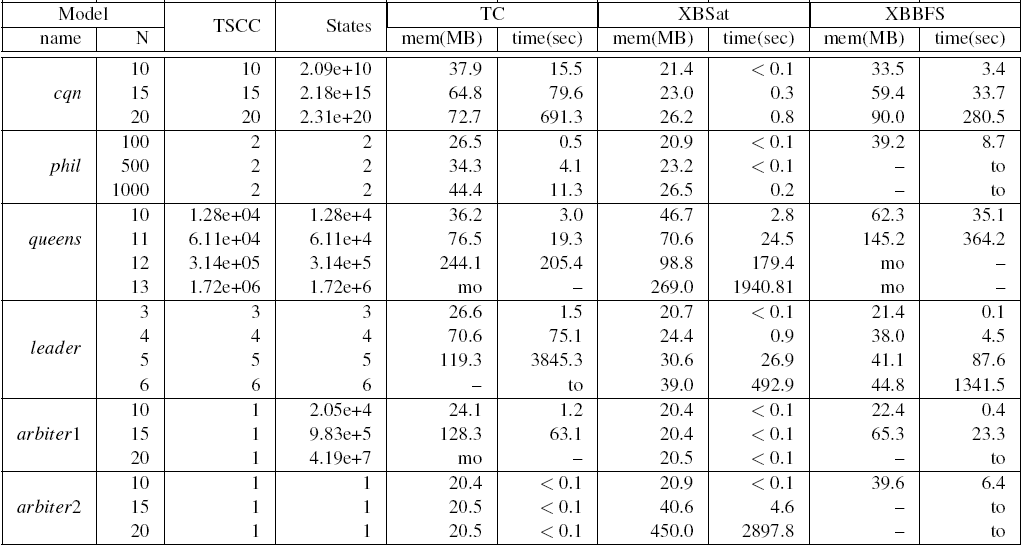 Model TSCC States TC XBSat XBBFS
name N mem(MB) time(sec) mem(MB) time(sec) mem(MB) time(sec)
cqn 10 10 2.09e+10 37.9 15.5 21.4 < 0.1 33.5 3.4
15 15 2.18e+15 64.8 79.6 23.0 0.3 59.4 33.7
20 20 2.31e+20 72.7 691.3 26.2 0.8 90.0 280.5
phil 100 2 2 26.5 0.5 20.9 < 0.1 39.2 8.7
500 2 2 34.3 4.1 23.2 < 0.1 – to
1000 2 2 44.4 11.3 26.5 0.2 – to
queens 10 1.28e+04 1.28e+4 36.2 3.0 46.7 2.8 62.3 35.1
11 6.11e+04 6.11e+4 76.5 19.3 70.6 24.5 145.2 364.2
12 3.14e+05 3.14e+5 244.1 205.4 98.8 179.4 mo –
13 1.72e+06 1.72e+6 mo – 269.0 1940.81 mo –
leader 3 3 3 26.6 1.5 20.7 < 0.1 21.4 0.1
4 4 4 70.6 75.1 24.4 0.9 38.0 4.5
5 5 5 119.3 3845.3 30.6 26.9 41.1 87.6
6 6 6 – to 39.0 492.9 44.8 1341.5
arbiter1 10 1 2.05e+4 24.1 1.2 20.4 < 0.1 22.4 0.4
15 1 9.83e+5 128.3 63.1 20.4 < 0.1 65.3 23.3
20 1 4.19e+7 mo – 20.5 < 0.1 – to
arbiter2 10 1 1 20.4 < 0.1 20.9 < 0.1 39.6 6.4
15 1 1 20.5 < 0.1 40.6 4.6 – to
20 1 1 20.5 < 0.1 450.0 2897.8 – to